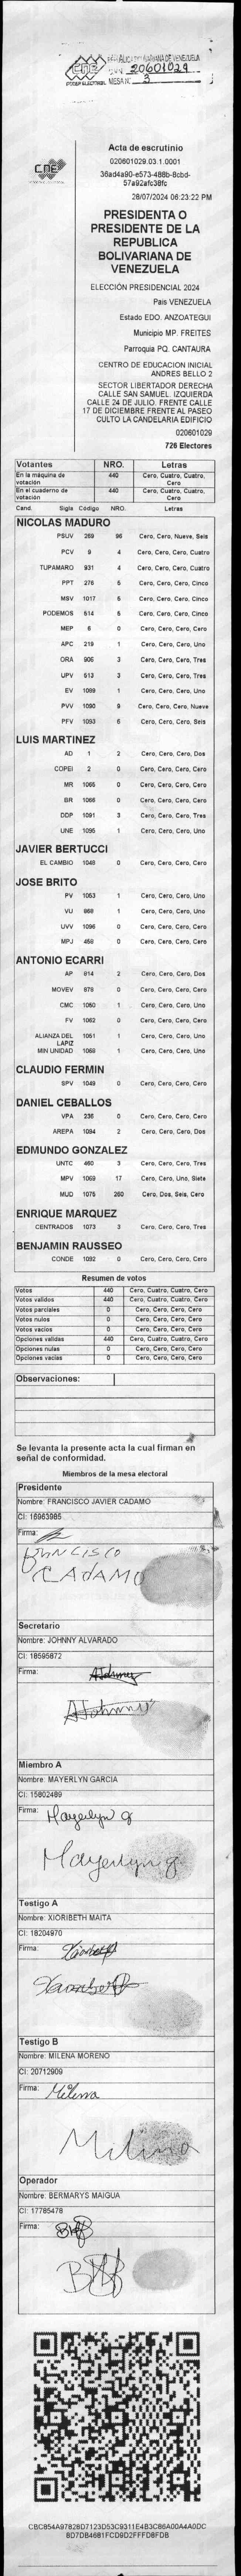 REPÚBLICA BOLIVARIANA DE VENEZUELA
CNE
PODER ELECTORAL
20601029
MESA N° 3
CNE
Acta de escrutinio
020601029.03.1.0001
36ad4a90-e573-488b-8cbd-
57a92afc38fc
28/07/2024 06:23:22 PM
PRESIDENTA O
PRESIDENTE DE LA
REPUBLICA
BOLIVARIANA DE
VENEZUELA
ELECCIÓN PRESIDENCIAL 2024
Pais VENEZUELA
Estado EDO. ANZOATEGUI
Municipio MP. FREITES
Parroquia PQ. CANTAURA
CENTRO DE EDUCACION INICIAL
ANDRES BELLO 2
SECTOR LIBERTADOR DERECHA
CALLE SAN SAMUEL. IZQUIERDA
CALLE 24 DE JULIO. FRENTE CALLE
17 DE DICIEMBRE FRENTE AL PASEO
CULTO LA CANDELARIA EDIFICIO
020601029
726 Electores
Votantes NRO. Letras
En la máquina de votación 440 Cero, Cuatro, Cuatro, Cero
En el cuaderno de votación 440 Cero, Cuatro, Cuatro, Cero
Cand. Sigla Código NRO. Letras
NICOLAS MADURO
PSUV 269 96 Cero, Cero, Nueve, Seis
PCV 9 4 Cero, Cero, Cero, Cuatro
TUPAMARO 931 4 Cero, Cero, Cero, Cuatro
PPT 276 5 Cero, Cero, Cero, Cinco
MSV 1017 5 Cero, Cero, Cero, Cinco
PODEMOS 514 5 Cero, Cero, Cero, Cinco
MEP 6 0 Cero, Cero, Cero, Cero
APC 219 1 Cero, Cero, Cero, Uno
ORA 906 3 Cero, Cero, Cero, Tres
UPV 513 3 Cero, Cero, Cero, Tres
EV 1089 1 Cero, Cero, Cero, Uno
PVV 1090 9 Cero, Cero, Cero, Nueve
PFV 1093 6 Cero, Cero, Cero, Seis
LUIS MARTINEZ
AD 1 2 Cero, Cero, Cero, Dos
COPEI 2 0 Cero, Cero, Cero, Cero
MR 1065 0 Cero, Cero, Cero, Cero
BR 1066 0 Cero, Cero, Cero, Cero
DDP 1091 3 Cero, Cero, Cero, Tres
UNE 1095 1 Cero, Cero, Cero, Uno
JAVIER BERTUCCI
EL CAMBIO 1048 0 Cero, Cero, Cero, Cero
JOSE BRITO
PV 1053 1 Cero, Cero, Cero, Uno
VU 868 1 Cero, Cero, Cero, Uno
UVV 1096 0 Cero, Cero, Cero, Cero
MPJ 458 0 Cero, Cero, Cero, Cero
ANTONIO ECARRI
AP 814 2 Cero, Cero, Cero, Dos
MOVEV 878 0 Cero, Cero, Cero, Cero
CMC 1050 1 Cero, Cero, Cero, Uno
FV 1062 0 Cero, Cero, Cero, Cero
ALIANZA DEL LAPIZ 1051 1 Cero, Cero, Cero, Uno
MIN UNIDAD 1068 1 Cero, Cero, Cero, Uno
CLAUDIO FERMIN
SPV 1049 0 Cero, Cero, Cero, Cero
DANIEL CEBALLOS
VPA 236 0 Cero, Cero, Cero, Cero
AREPA 1094 2 Cero, Cero, Cero, Dos
EDMUNDO GONZALEZ
UNTC 460 3 Cero, Cero, Cero, Tres
MPV 1069 17 Cero, Cero, Uno, Siete
MUD 1075 260 Cero, Dos, Seis, Cero
ENRIQUE MARQUEZ
CENTRADOS 1073 3 Cero, Cero, Cero, Tres
BENJAMIN RAUSSEO
CONDE 1092 0 Cero, Cero, Cero, Cero
Resumen de votos
Votos 440 Cero, Cuatro, Cuatro, Cero
Votos validos 440 Cero, Cuatro, Cuatro, Cero
Votos parciales 0 Cero, Cero, Cero, Cero
Votos nulos 0 Cero, Cero, Cero, Cero
Votos vacios 0 Cero, Cero, Cero, Cero
Opciones validas 440 Cero, Cuatro, Cuatro, Cero
Opciones nulas 0 Cero, Cero, Cero, Cero
Opciones vacias 0 Cero, Cero, Cero, Cero
Observaciones:
Se levanta la presente acta la cual firman en
señal de conformidad.
Miembros de la mesa electoral
Presidente
Nombre: FRANCISCO JAVIER CADAMO
CI: 16963985
Firma:
FRANCISCO
CADAMO
Secretario
Nombre: JOHNNY ALVARADO
CI: 18595872
Firma: AJohnny
AJohnny
Miembro A
Nombre: MAYERLYN GARCIA
CI: 15802489
Firma: Mayerlyn g
Mayerlyn g
Testigo A
Nombre: XIORIBETH MAITA
CI: 18204970
Firma: Xioribeth
Xioribeth
Testigo B
Nombre: MILENA MORENO
CI: 20712909
Firma: Milena
Milena
Operador
Nombre: BERMARYS MAIGUA
CI: 17785478
Firma:
CBC854A97828D7123D53C9311E4B3C86A00A4A0DC
8D7DB4681FCD9D2FFFD8FDB